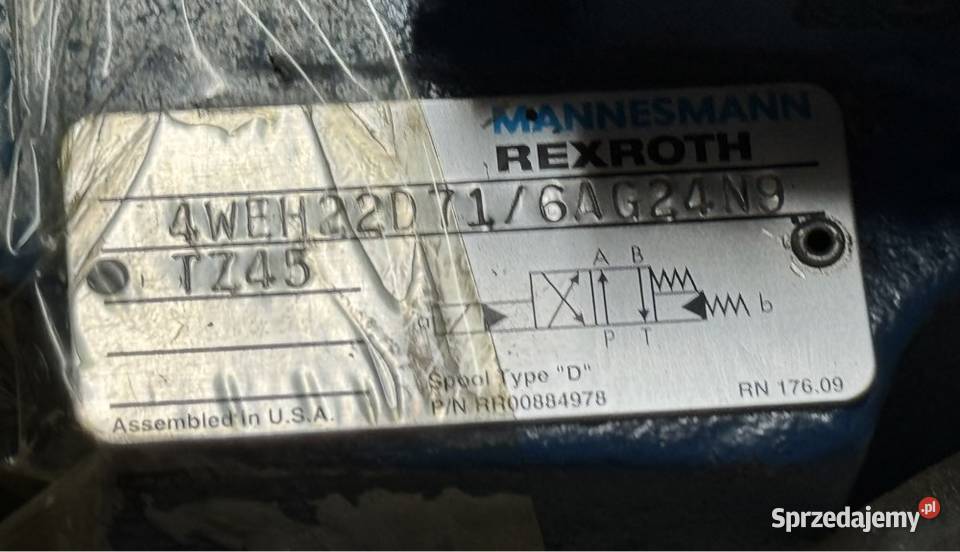 MANNESMANN
REXROTH
4WEH22D71/6AG24N9
TZ45
A B
a
b
P T
Spool Type "D"
P/N RR00884978
RN 176.09
Assembled in U.S.A.
Sprzedajemy.pl